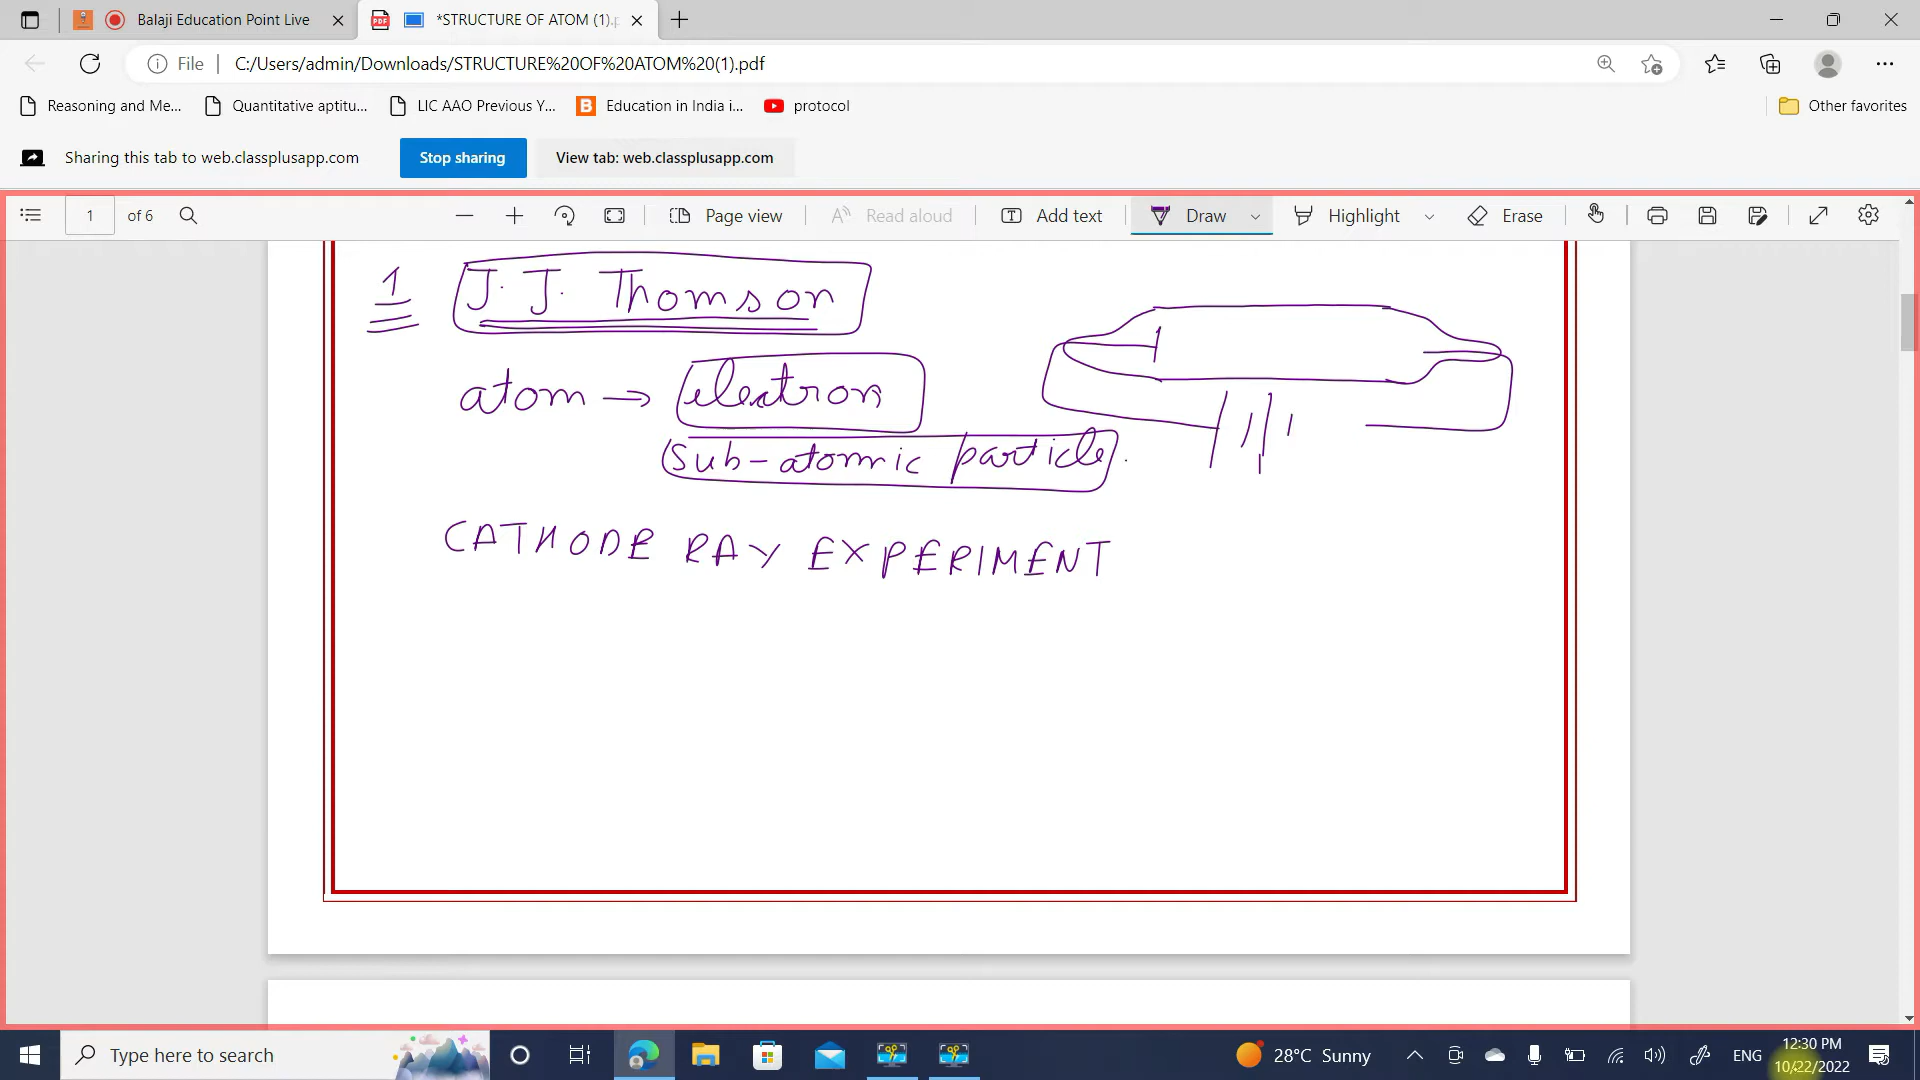 Balaji Education Point Live
*STRUCTURE OF ATOM (1).p
File C:/Users/admin/Downloads/STRUCTURE%20OF%20ATOM%20(1).pdf
Reasoning and Me... Quantitative aptitu... LIC AAO Previous Y... Education in India i... protocol Other favorites
Sharing this tab to web.classplusapp.com Stop sharing View tab: web.classplusapp.com
1 of 6 Page view Read aloud Add text Draw Highlight Erase
1 J. J. Thomson
atom → electron
Sub-atomic particle.
CATHODE RAY EXPERIMENT
Type here to search 28°C Sunny ENG 12:30 PM
10/22/2022